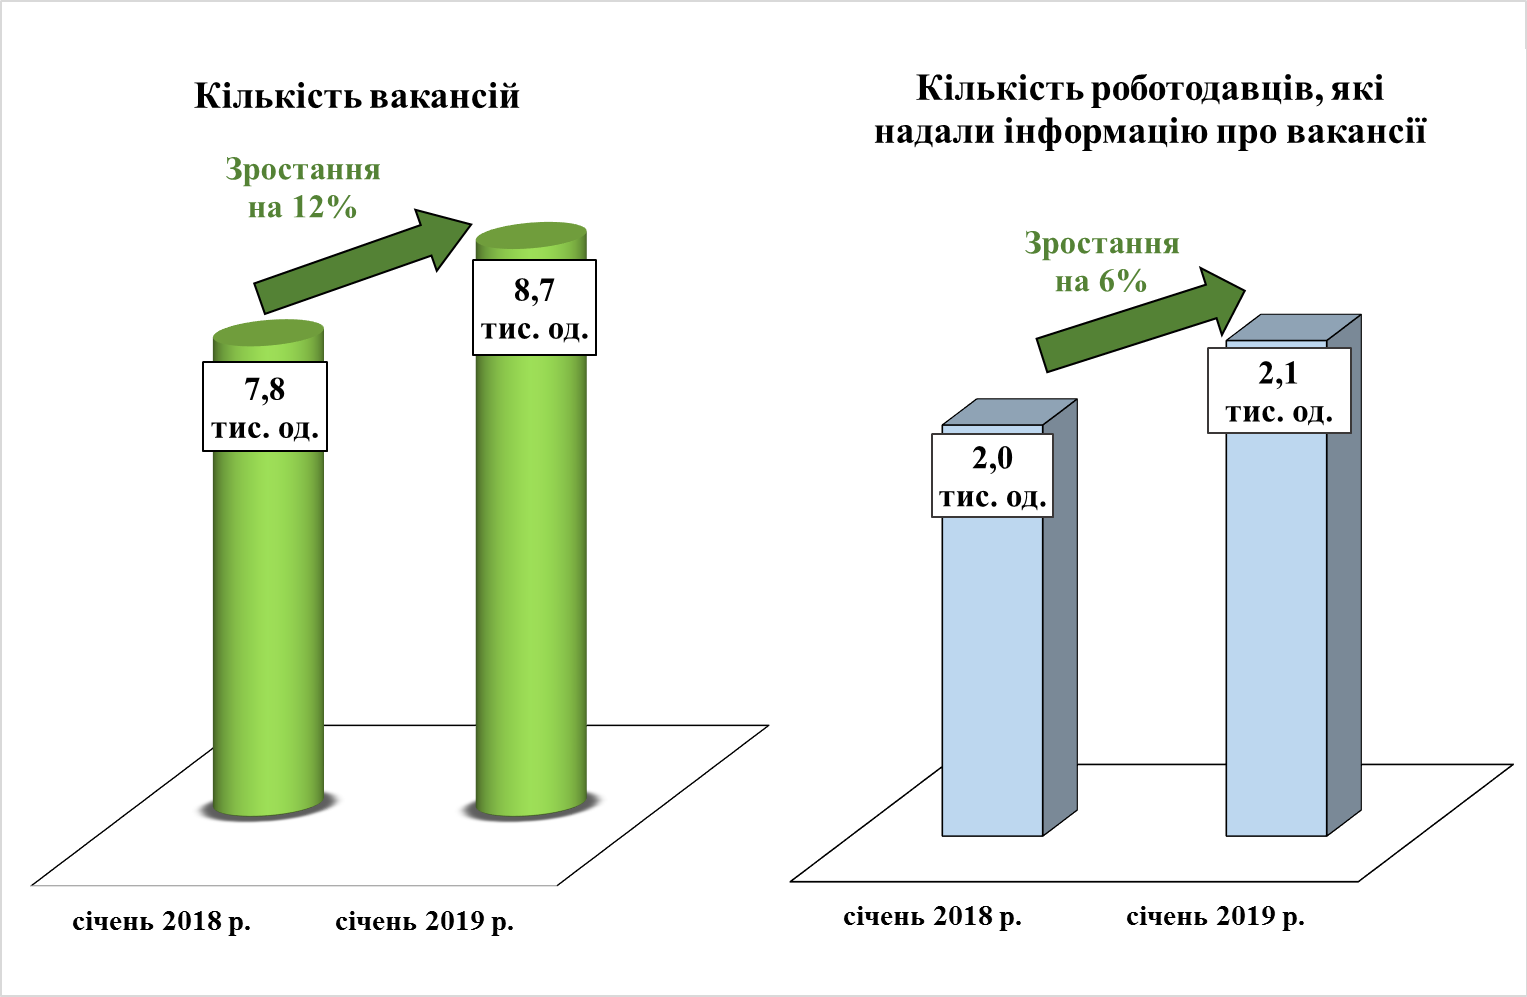 Кількість вакансій
Зростання
на 12%
7,8
тис. од.
8,7
тис. од.
січень 2018 р.
січень 2019 р.
Кількість роботодавців, які
надали інформацію про вакансії
Зростання
на 6%
2,0
тис. од.
2,1
тис. од.
січень 2018 р.
січень 2019 р.